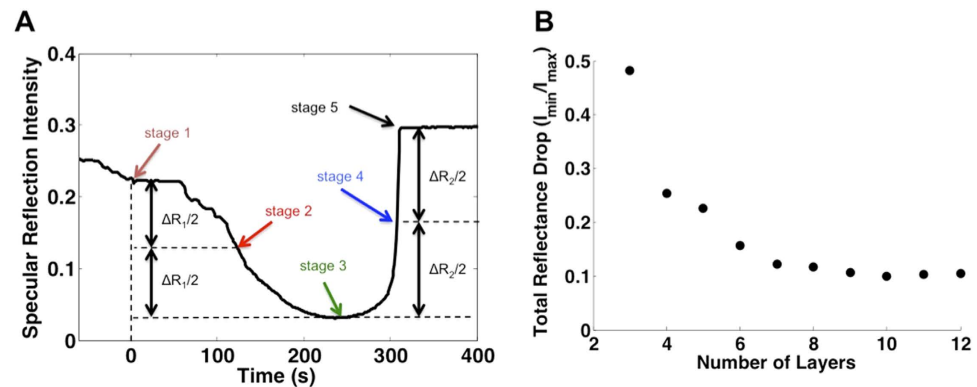 A
Specular Reflection Intensity
0.4
0.3
0.2
0.1
0
stage 1
stage 2
stage 3
stage 4
stage 5
ΔR1/2
ΔR1/2
ΔR2/2
ΔR2/2
0
100
200
300
400
Time (s)
B
Total Reflectance Drop (Imin/Imax)
0.5
0.4
0.3
0.2
0.1
0
2
4
6
8
10
12
Number of Layers